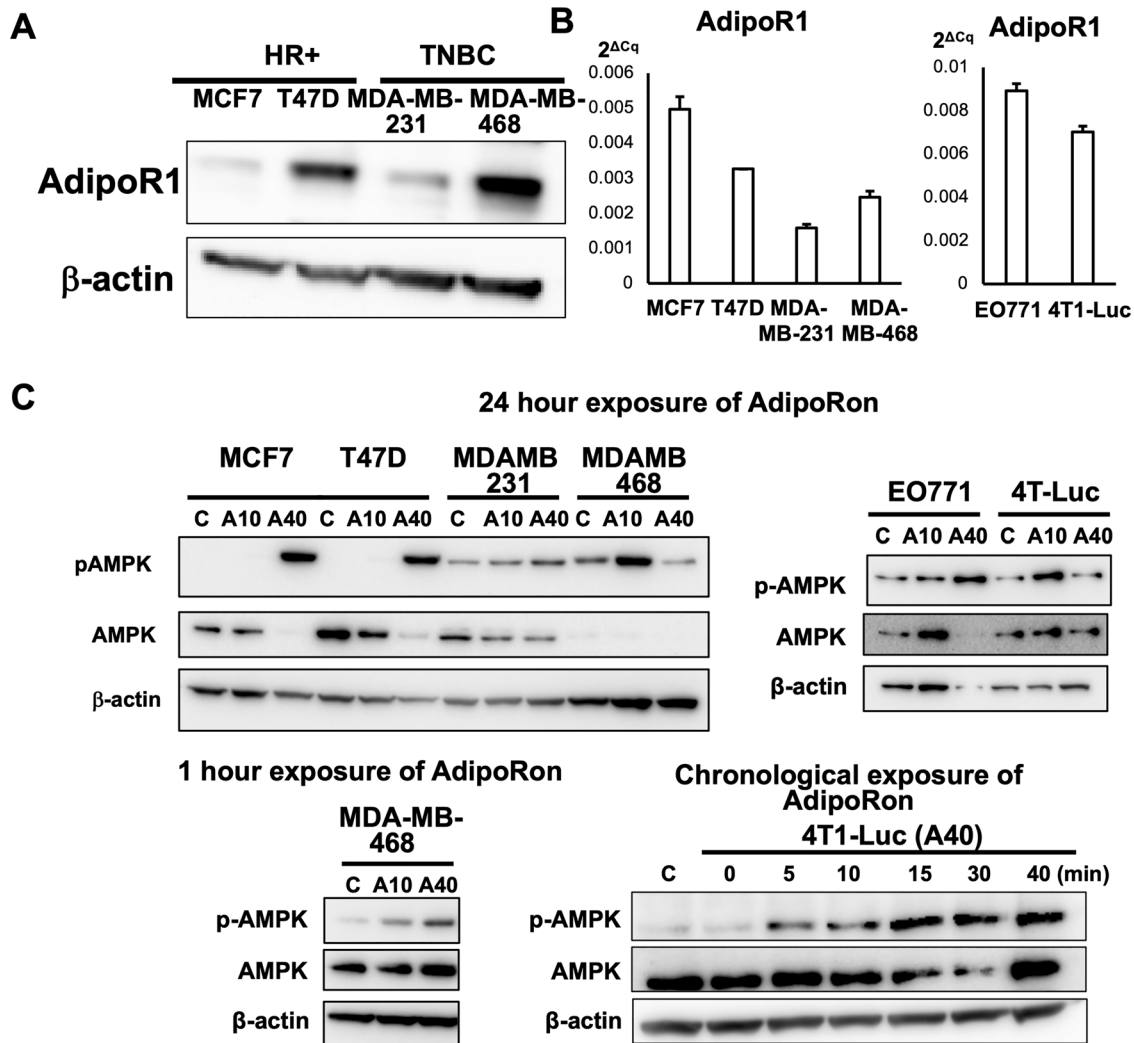 A
HR+ TNBC
MCF7 T47D MDA-MB- MDA-MB-
231 468
AdipoR1
β-actin
B
AdipoR1
2ΔCq
0.006
0.005
0.004
0.003
0.002
0.001
0
MCF7 T47D MDA- MDA-
MB-231 MB-468
AdipoR1
2ΔCq
0.01
0.008
0.006
0.004
0.002
0
EO771 4T1-Luc
C
24 hour exposure of AdipoRon
MCF7 T47D MDAMB MDAMB
231 468
C A10 A40 C A10 A40 C A10 A40 C A10 A40
pAMPK
AMPK
β-actin
EO771 4T-Luc
C A10 A40 C A10 A40
p-AMPK
AMPK
β-actin
1 hour exposure of AdipoRon
MDA-MB-
468
C A10 A40
p-AMPK
AMPK
β-actin
Chronological exposure of
AdipoRon
4T1-Luc (A40)
C 0 5 10 15 30 40 (min)
p-AMPK
AMPK
β-actin